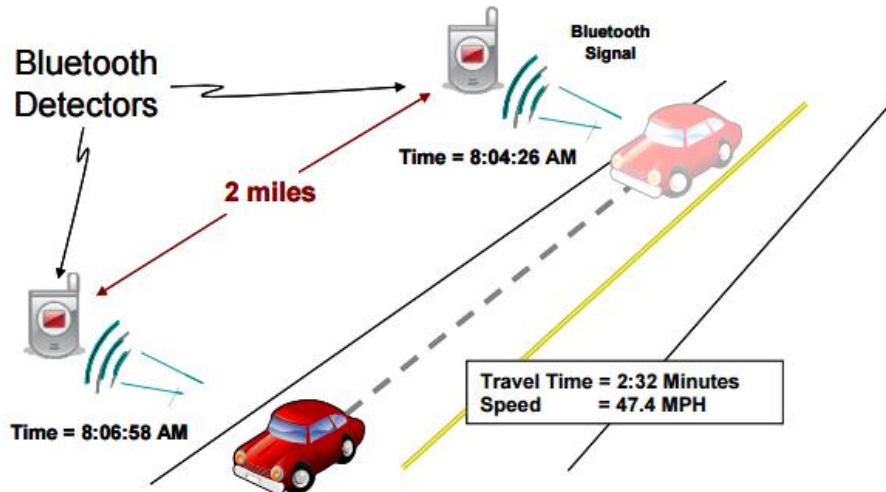 Bluetooth
Detectors
Bluetooth
Signal
Time = 8:04:26 AM
2 miles
Travel Time = 2:32 Minutes
Speed = 47.4 MPH
Time = 8:06:58 AM